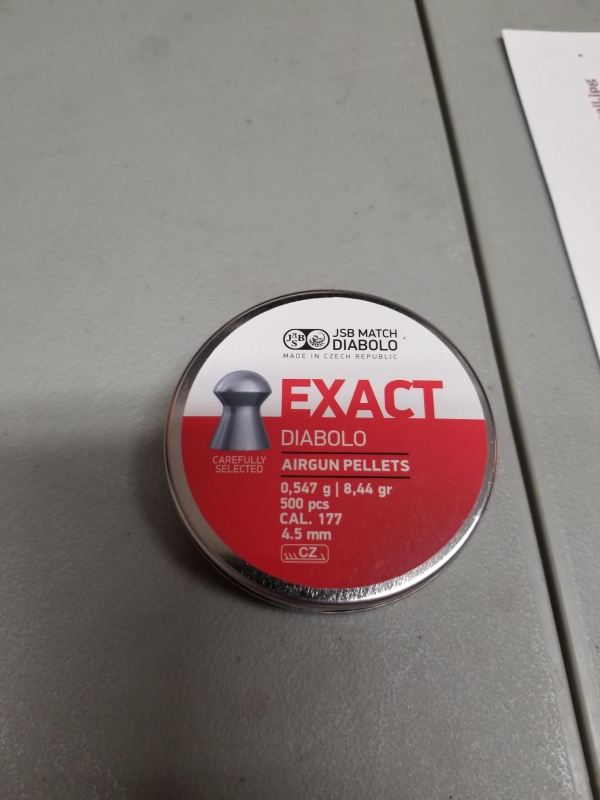 JSB
JSB MATCH
DIABOLO
MADE IN CZECH REPUBLIC
EXACT
DIABOLO
CAREFULLY
SELECTED
AIRGUN PELLETS
0,547 g | 8,44 gr
500 pcs
CAL. 177
4.5 mm
CZ